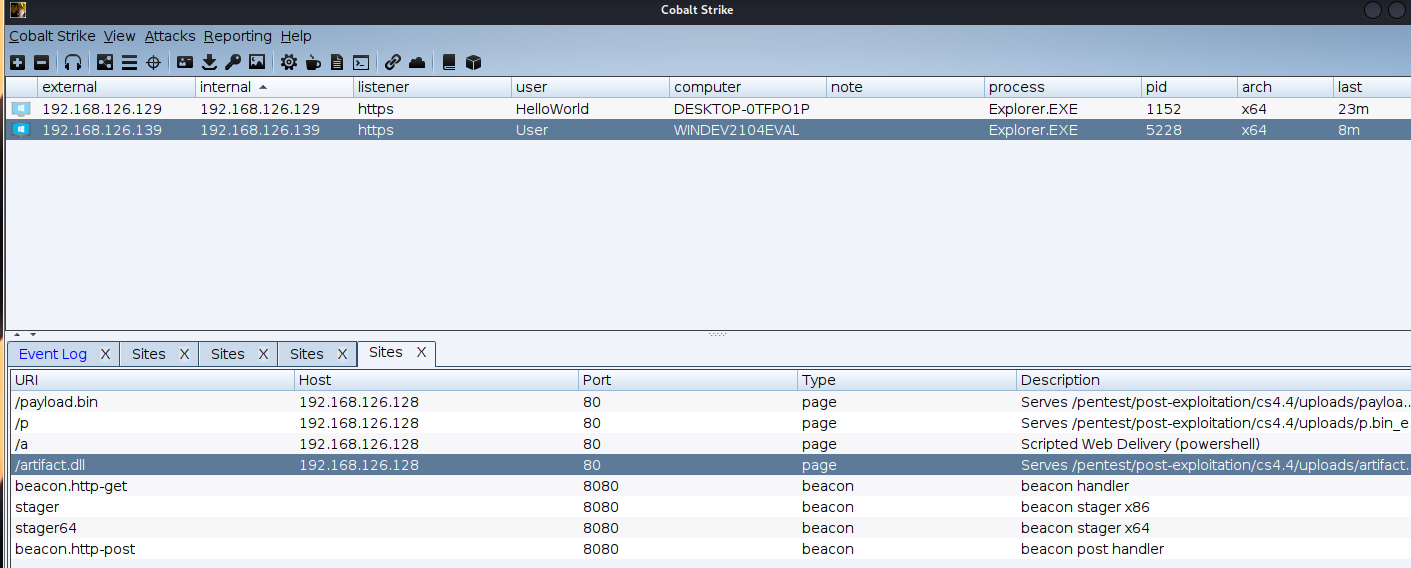 Cobalt Strike
Cobalt Strike View Attacks Reporting Help
external internal listener user computer note process pid arch last
192.168.126.129 192.168.126.129 https HelloWorld DESKTOP-0TFPO1P Explorer.EXE 1152 x64 23m
192.168.126.139 192.168.126.139 https User WINDEV2104EVAL Explorer.EXE 5228 x64 8m
Event Log X Sites X Sites X Sites X Sites X
URI Host Port Type Description
/payload.bin 192.168.126.128 80 page Serves /pentest/post-exploitation/cs4.4/uploads/payloa..
/p 192.168.126.128 80 page Serves /pentest/post-exploitation/cs4.4/uploads/p.bin_e
/a 192.168.126.128 80 page Scripted Web Delivery (powershell)
/artifact.dll 192.168.126.128 80 page Serves /pentest/post-exploitation/cs4.4/uploads/artifact.
beacon.http-get 8080 beacon beacon handler
stager 8080 beacon beacon stager x86
stager64 8080 beacon beacon stager x64
beacon.http-post 8080 beacon beacon post handler